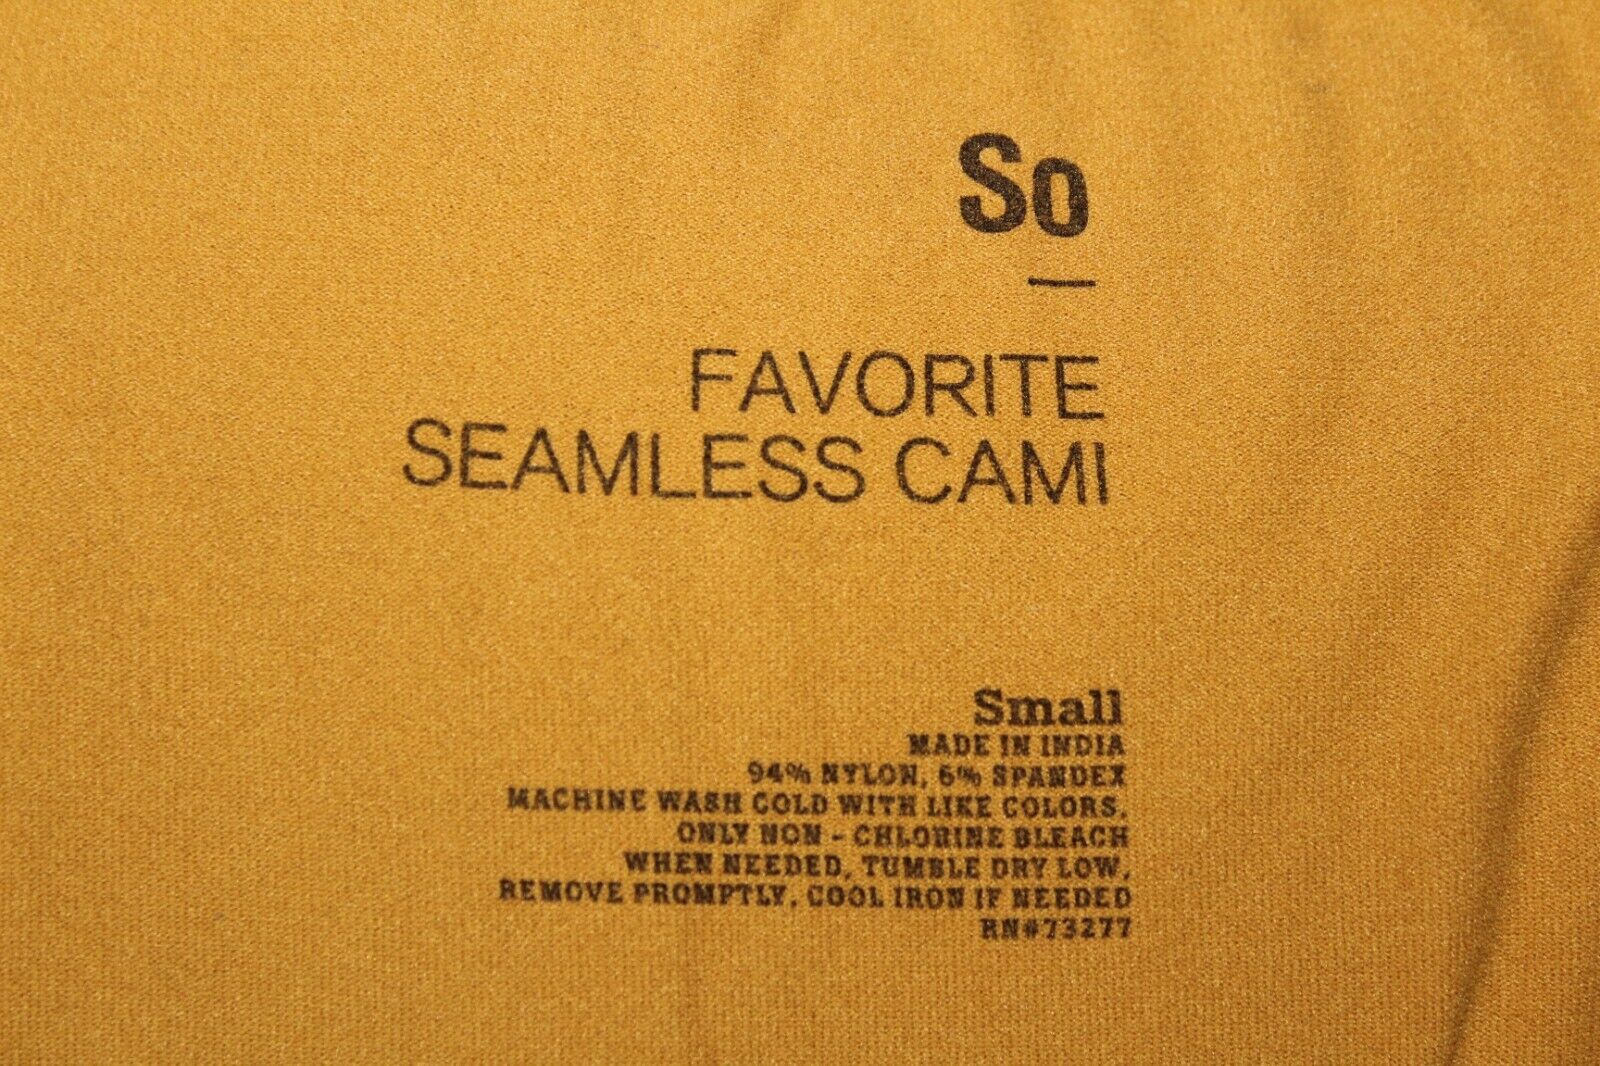 So
FAVORITE
SEAMLESS CAMI
Small
MADE IN INDIA
94% NYLON, 6% SPANDEX
MACHINE WASH COLD WITH LIKE COLORS.
ONLY NON - CHLORINE BLEACH
WHEN NEEDED, TUMBLE DRY LOW.
REMOVE PROMPTLY. COOL IRON IF NEEDED
RN#73277